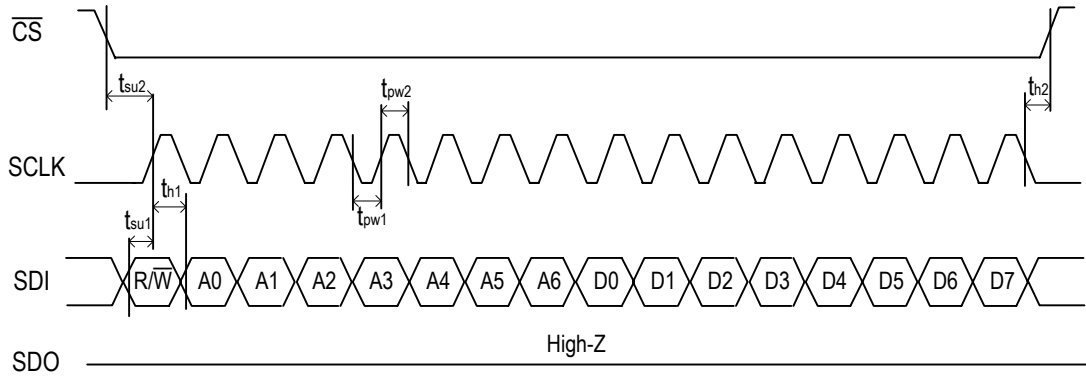 CS
tsu2
tpw2
th2
SCLK
th1
tsu1
tpw1
SDI
R/W A0 A1 A2 A3 A4 A5 A6 D0 D1 D2 D3 D4 D5 D6 D7
High-Z
SDO